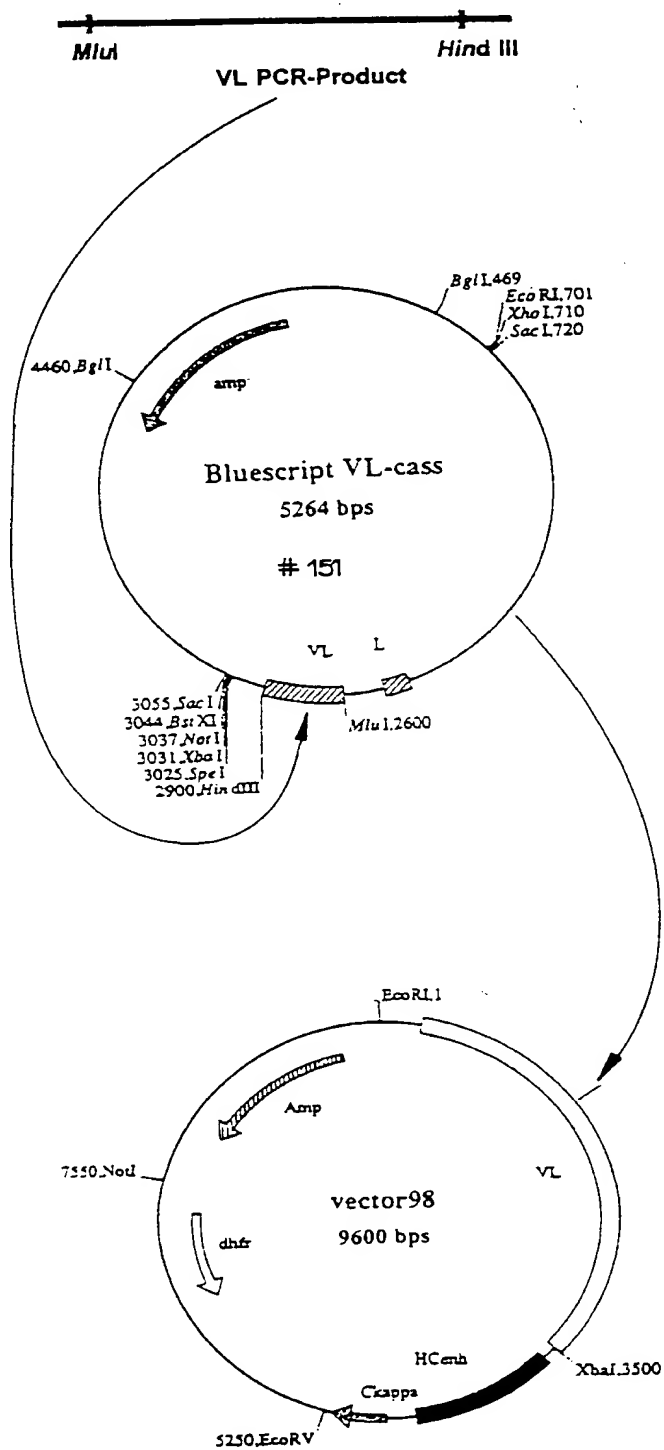 MluI
Hind III
VL PCR-Product
BglI,469
EcoRI,701
XhoI,710
SacI,720
4460,BglI
amp
Bluescript VL-cass
5264 bps
# 151
VL
L
3055,SacI
3044,BstXI
3037,NotI
3031,XbaI
3025,SpeI
2900,HindIII
MluI,2600
EcoRI,1
Amp
7550,NotI
VL
vector98
9600 bps
dhfr
HCenh
XbaI,3500
Ckappa
5250,EcoRV